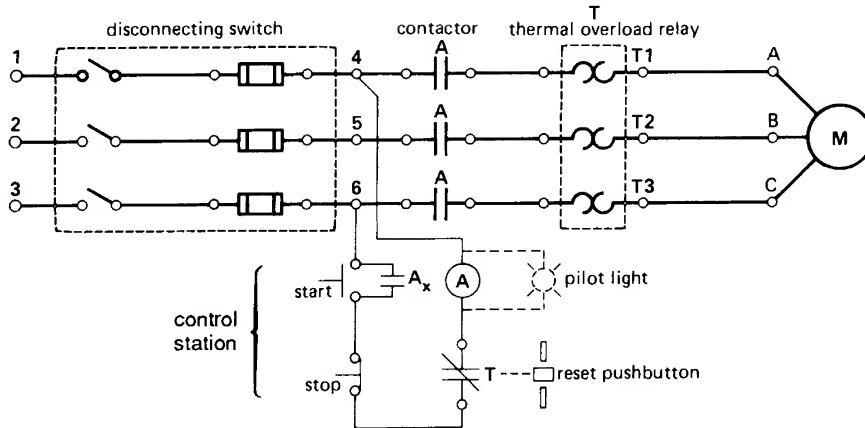 T
disconnecting switch
contactor
thermal overload relay
1
4
A
T1
A
2
5
A
T2
B
M
3
6
A
T3
C
start
A x
A
pilot light
control
station
stop
T
reset pushbutton